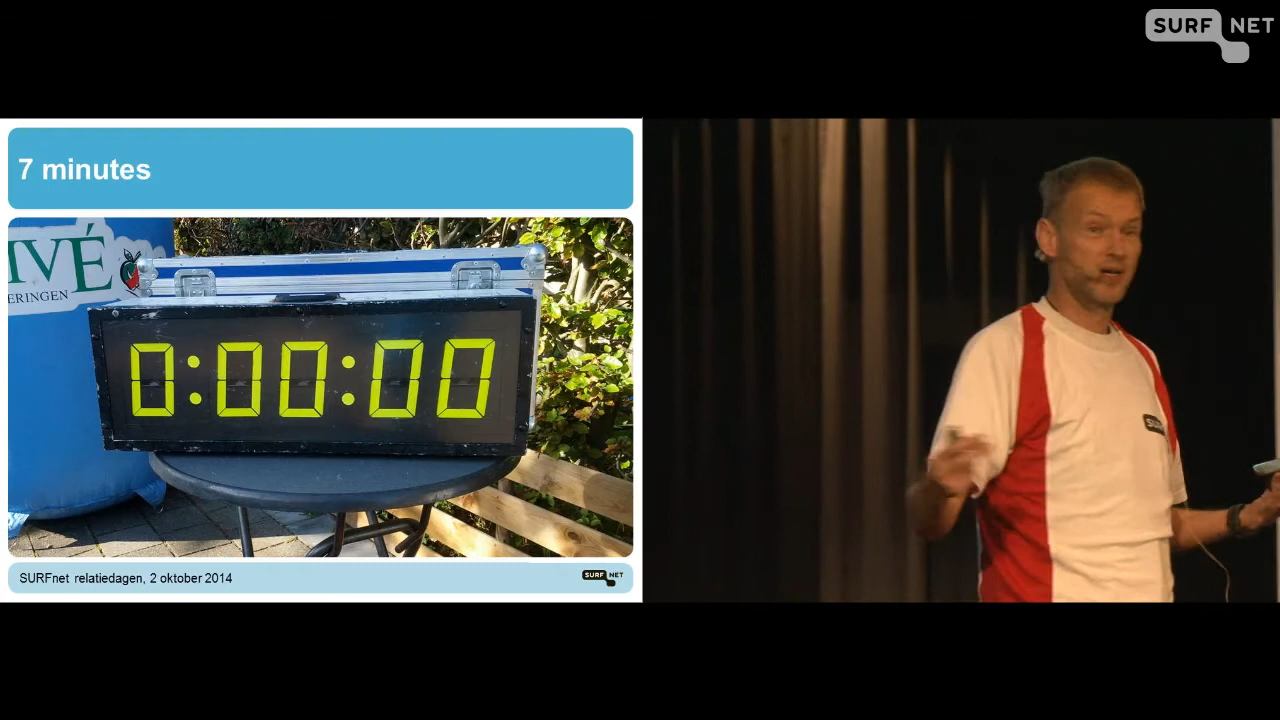 SURF NET
7 minutes
IVÉ
ERINGEN
0:00:00
SURFnet relatiedagen, 2 oktober 2014
SURF NET